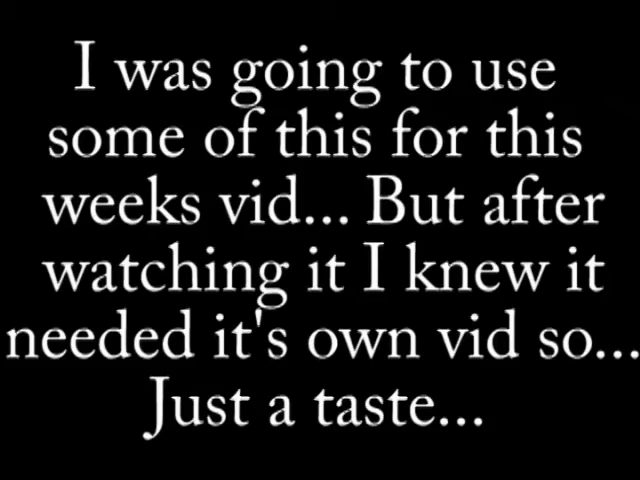 I was going to use
some of this for this
weeks vid... But after
watching it I knew it
needed it's own vid so...
Just a taste...